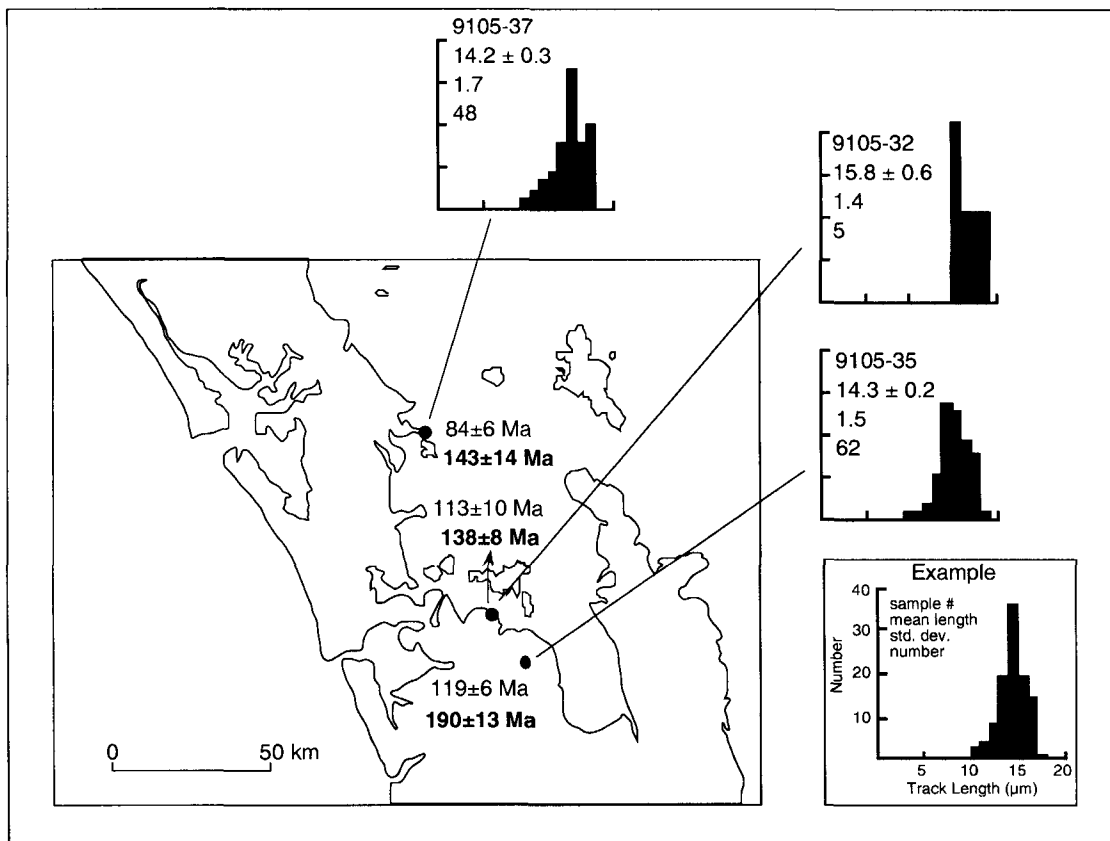 9105-37
14.2 ± 0.3
1.7
48
9105-32
15.8 ± 0.6
1.4
5
9105-35
14.3 ± 0.2
1.5
62
84±6 Ma
143±14 Ma
113±10 Ma
138±8 Ma
119±6 Ma
190±13 Ma
0 50 km
Example
40
30
20
10
Number
sample #
mean length
std. dev.
number
5 10 15 20
Track Length (µm)